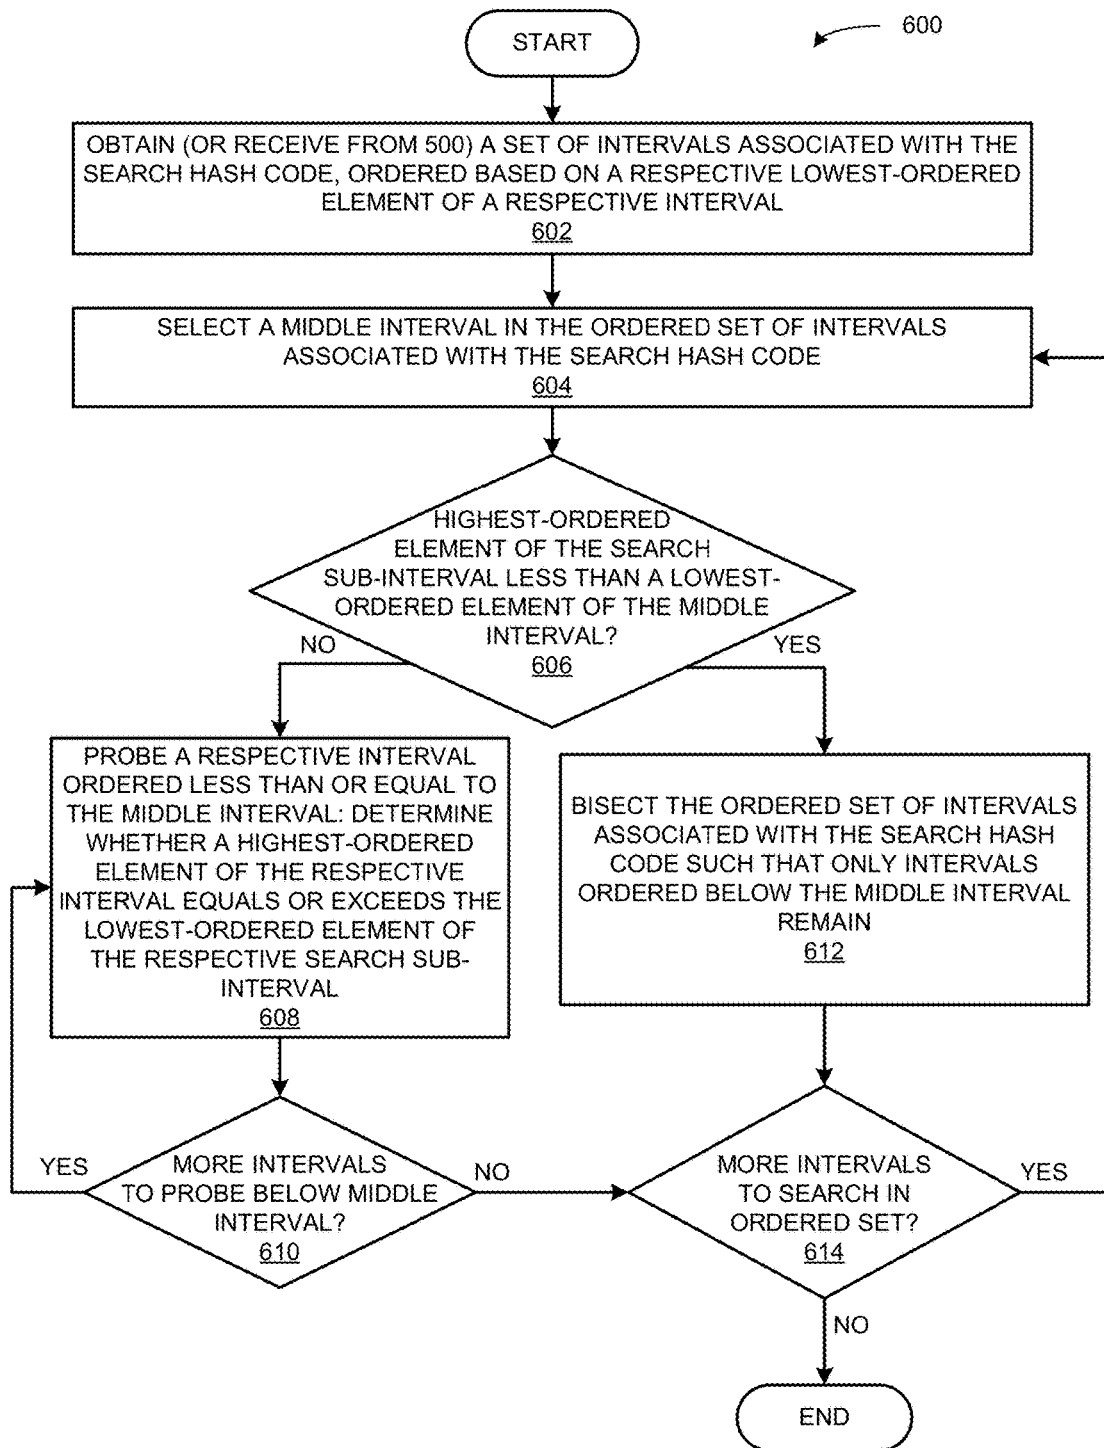 START
600
OBTAIN (OR RECEIVE FROM 500) A SET OF INTERVALS ASSOCIATED WITH THE
SEARCH HASH CODE, ORDERED BASED ON A RESPECTIVE LOWEST-ORDERED
ELEMENT OF A RESPECTIVE INTERVAL
602
SELECT A MIDDLE INTERVAL IN THE ORDERED SET OF INTERVALS
ASSOCIATED WITH THE SEARCH HASH CODE
604
HIGHEST-ORDERED
ELEMENT OF THE SEARCH
SUB-INTERVAL LESS THAN A LOWEST-
ORDERED ELEMENT OF THE MIDDLE
INTERVAL?
606
NO
YES
PROBE A RESPECTIVE INTERVAL
ORDERED LESS THAN OR EQUAL TO
THE MIDDLE INTERVAL: DETERMINE
WHETHER A HIGHEST-ORDERED
ELEMENT OF THE RESPECTIVE
INTERVAL EQUALS OR EXCEEDS THE
LOWEST-ORDERED ELEMENT OF
THE RESPECTIVE SEARCH SUB-
INTERVAL
608
BISECT THE ORDERED SET OF INTERVALS
ASSOCIATED WITH THE SEARCH HASH
CODE SUCH THAT ONLY INTERVALS
ORDERED BELOW THE MIDDLE INTERVAL
REMAIN
612
YES
MORE INTERVALS
TO PROBE BELOW MIDDLE
INTERVAL?
610
NO
MORE INTERVALS
TO SEARCH IN
ORDERED SET?
614
YES
NO
END